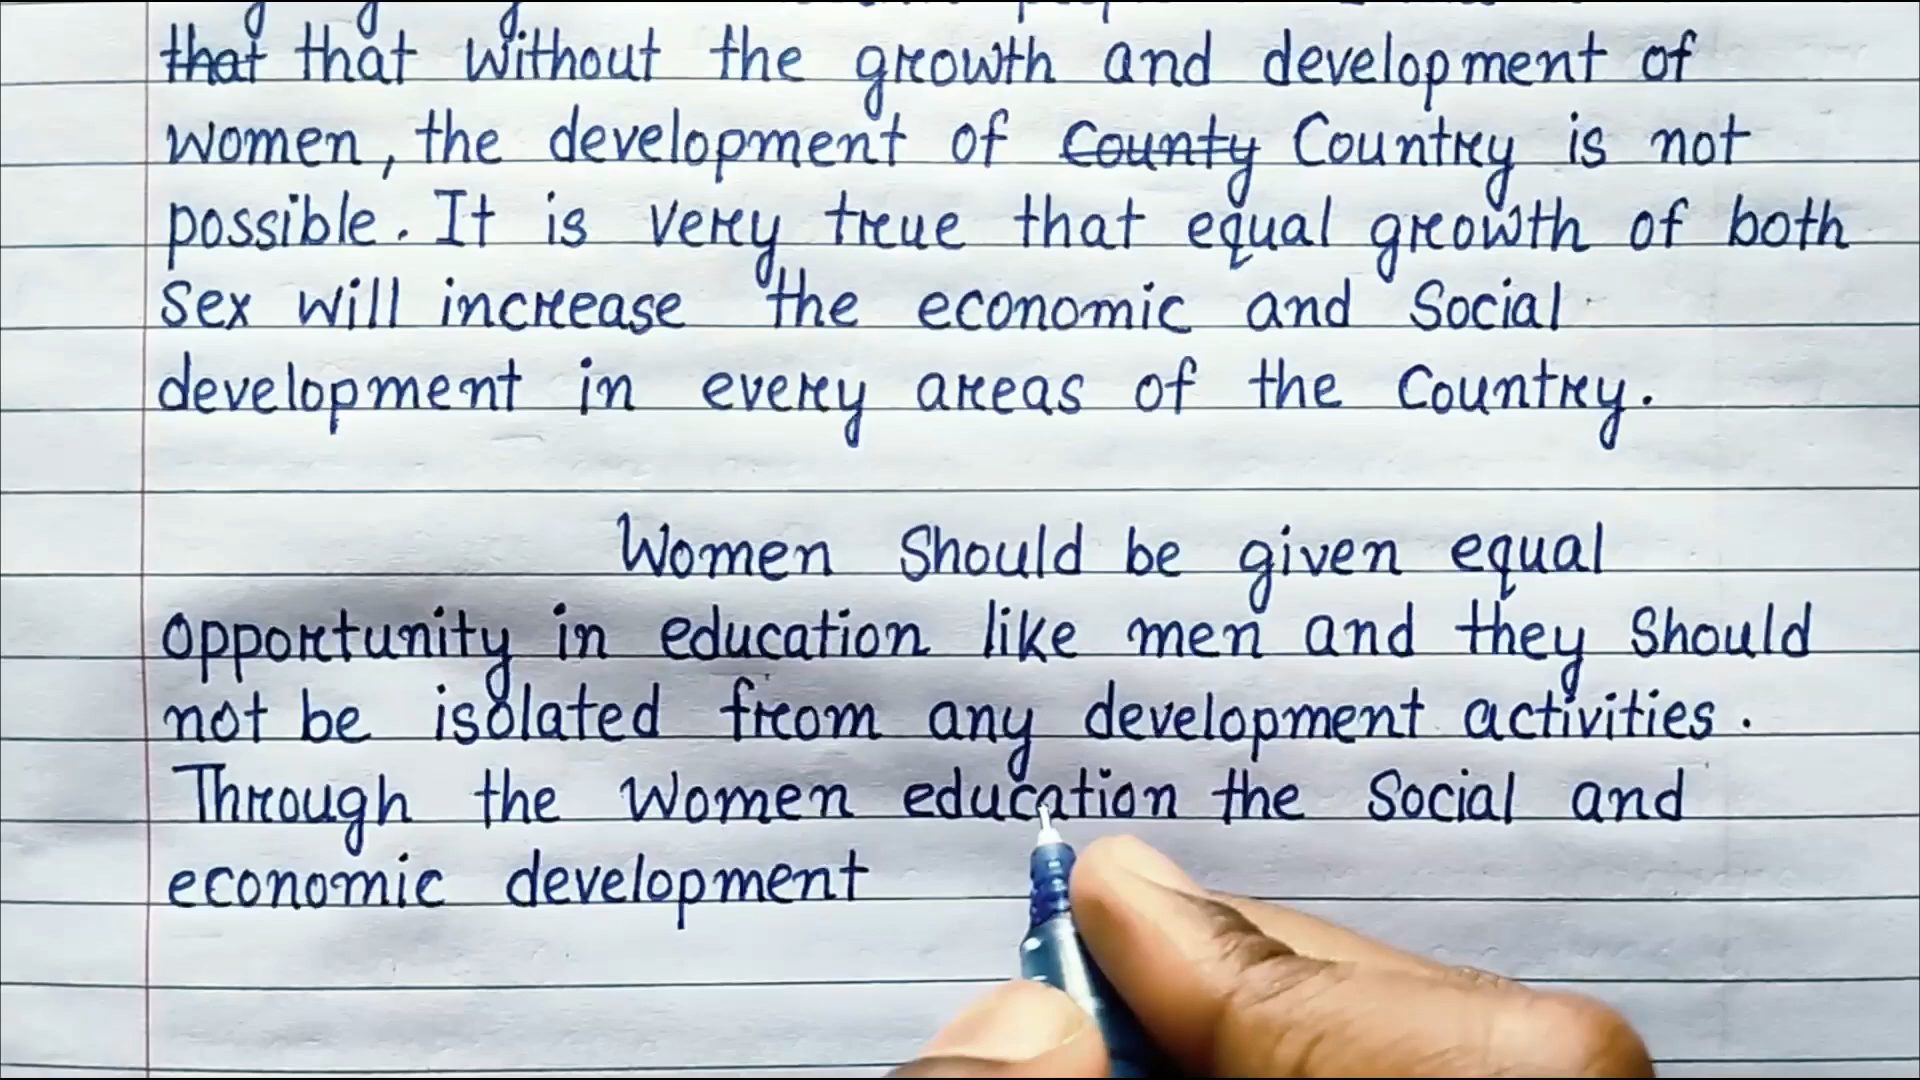 that that without the growth and development of
women, the development of County Country is not
possible. It is very true that equal growth of both
Sex will increase the economic and Social
development in every areas of the Country.
Women Should be given equal
opportunity in education like men and they Should
not be isolated from any development activities.
Through the Women education the Social and
economic development